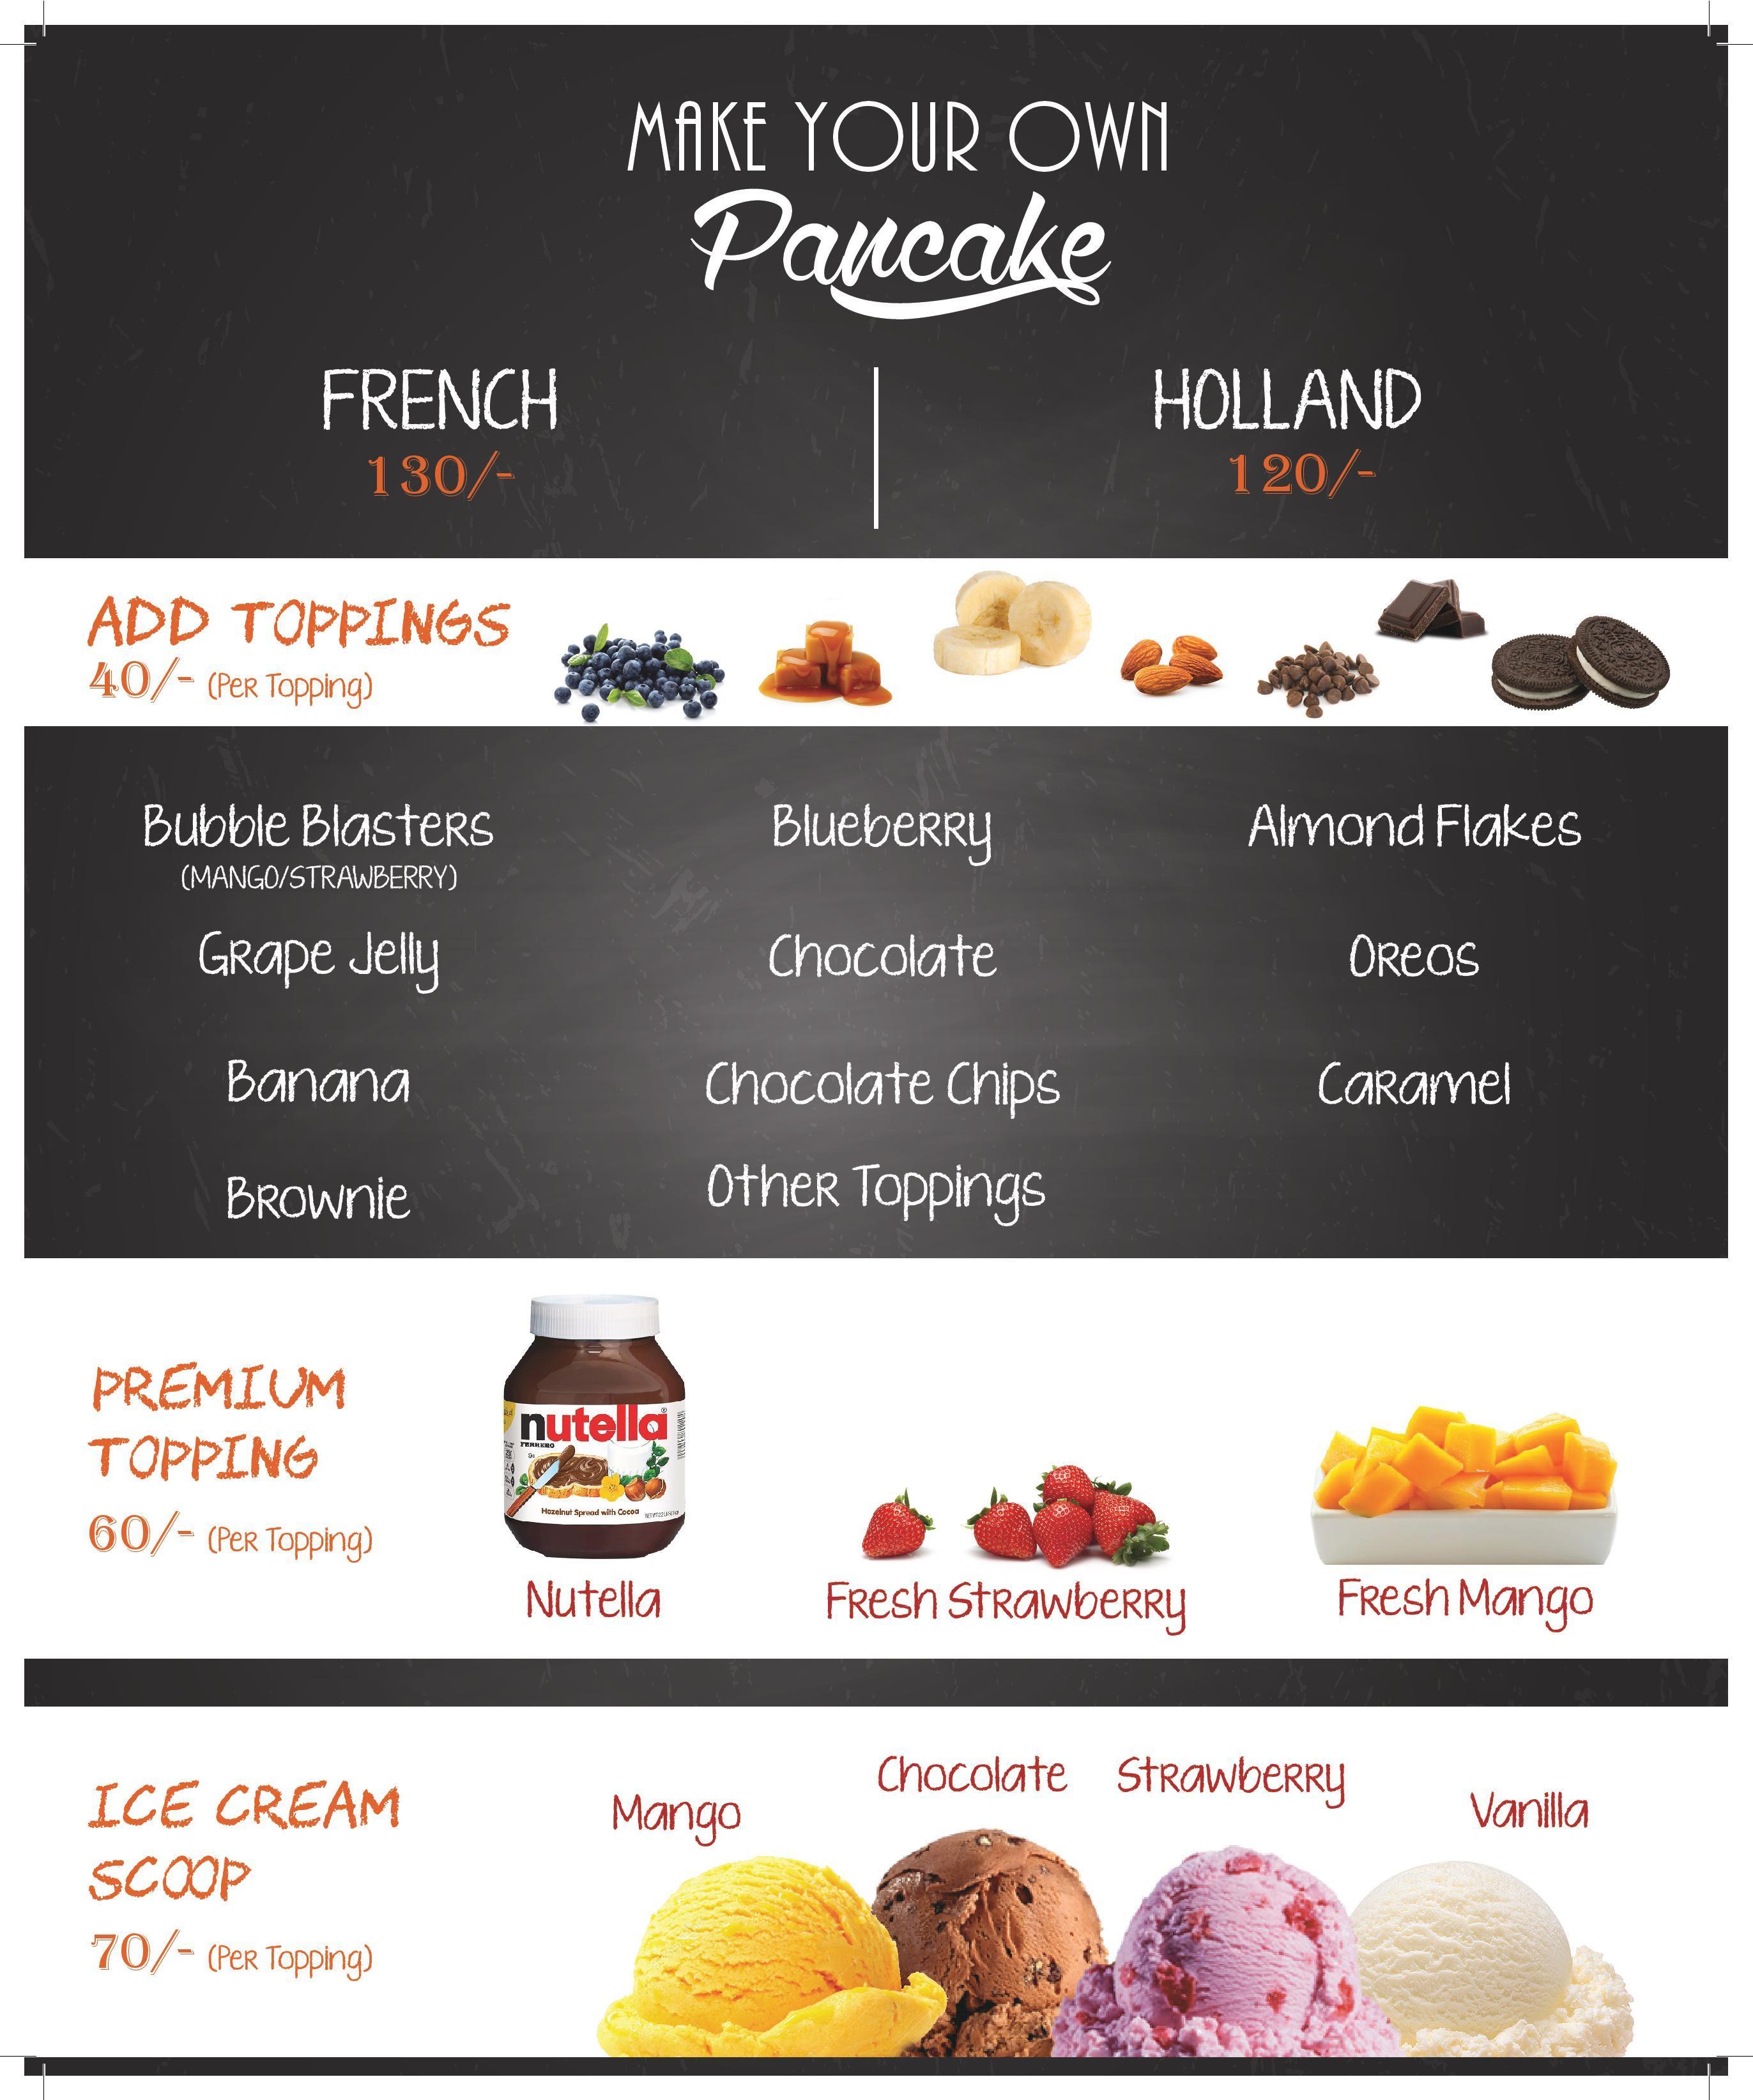 MAKE YOUR OWN
Pancake
FRENCH
130/-
HOLLAND
120/-
ADD TOPPINGS
40/- (Per Topping)
Bubble Blasters
(MANGO/STRAWBERRY)
Blueberry
Almond Flakes
Grape Jelly
Chocolate
Oreos
Banana
Chocolate Chips
Caramel
Brownie
Other Toppings
PREMIUM
TOPPING
60/- (Per Topping)
nutella
FERRERO
Hazelnut Spread with Cocoa
Nutella
Fresh Strawberry
Fresh Mango
ICE CREAM
SCOOP
70/- (Per Topping)
Mango
Chocolate
Strawberry
Vanilla